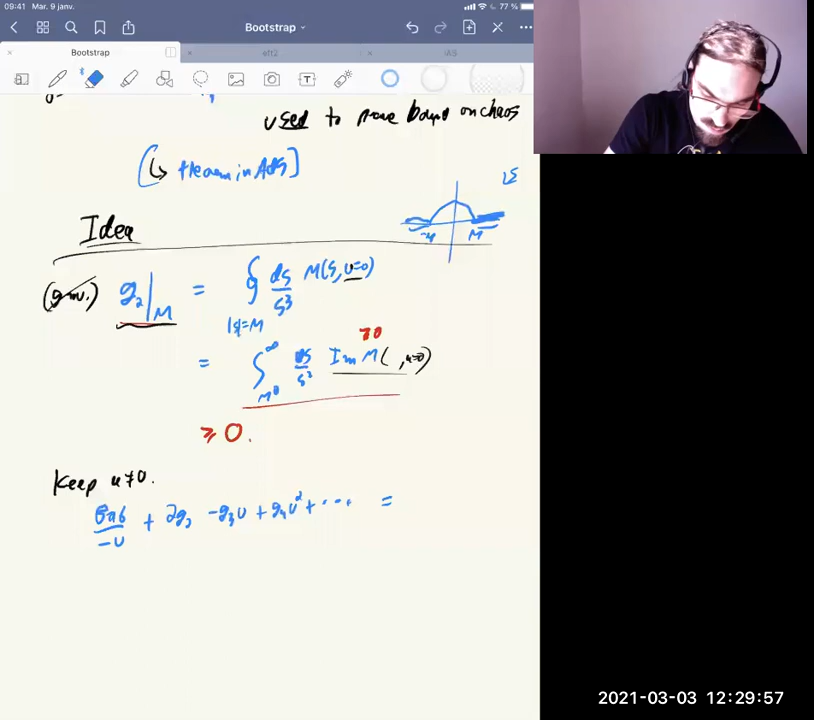 09:41 Mar. 9 janv. 77 %
Bootstrap
Bootstrap eft2 IAS
used to prove bound on chaos
[↳ theorem in AdS]
Idea
-M M
g₂|_M = ∮_{|s|=M} ds/s³ M(s, u=0)
≥0
= ∫_{M²}^∞ ds/s³ Im M( , u=0)
≥ 0.
Keep u≠0.
8πG/-u + 2g₂ - g₃u + g₄u² + ... =
2021-03-03 12:29:57